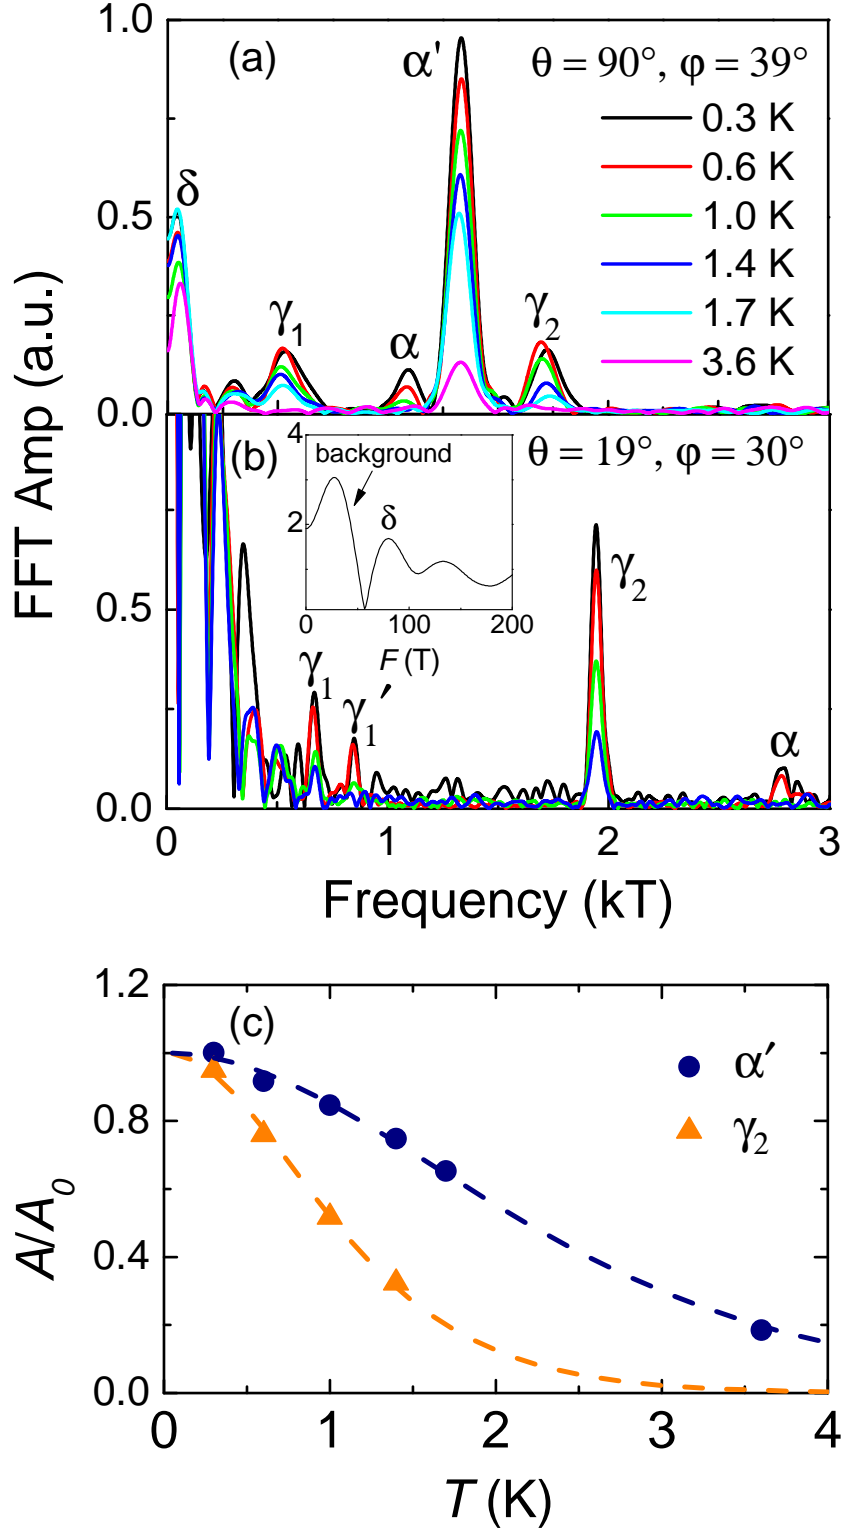 1.0
(a)
α'
θ = 90°, φ = 39°
0.3 K
0.6 K
1.0 K
1.4 K
1.7 K
3.6 K
δ
0.5
γ1
α
γ2
0.0
FFT Amp (a.u.)
(b)
4
background
2
δ
0
100
200
F (T)
θ = 19°, φ = 30°
γ2
0.5
γ1
γ1′
α
0.0
0
1
2
3
Frequency (kT)
1.2
(c)
α′
γ2
0.8
A/A0
0.4
0.0
0
1
2
3
4
T (K)